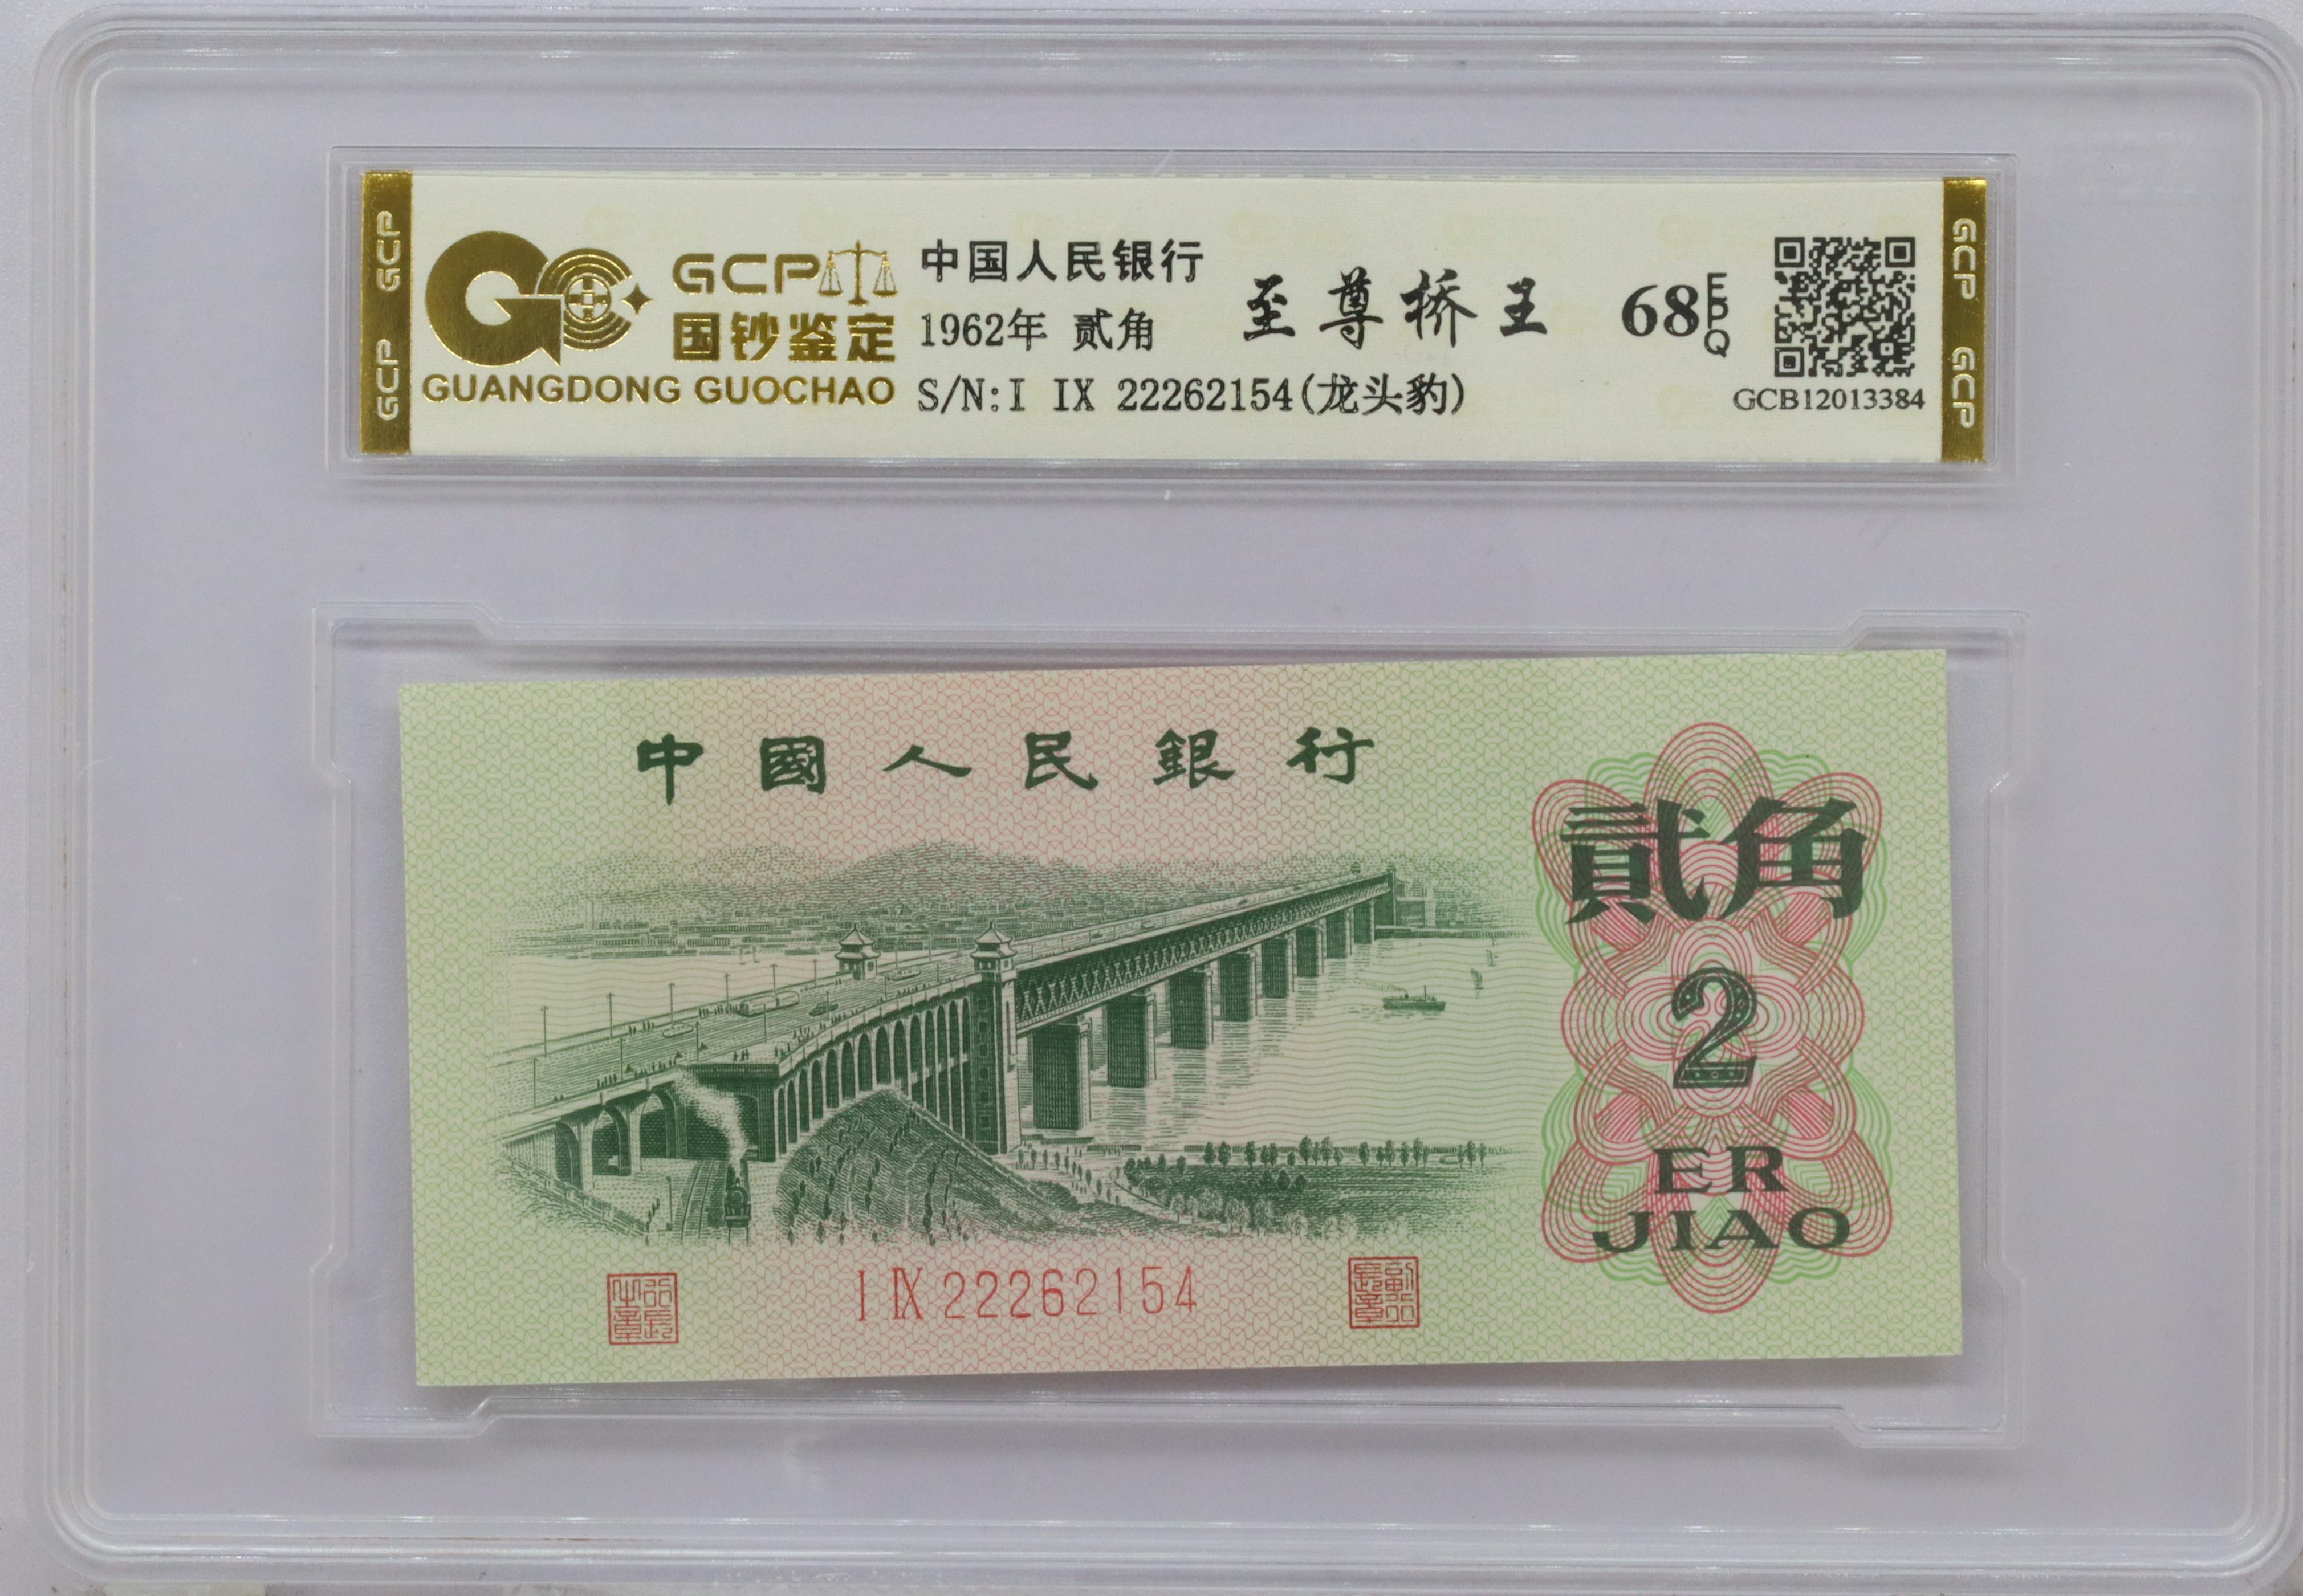 GCP GCP
GCP
国钞鉴定
GUANGDONG GUOCHAO
中国人民银行
1962年 贰角
S/N:I IX 22262154(龙头豹)
至尊桥王
68EPQ
GCB12013384
GCP GCP
中國人民銀行
貳角
2
ER
JIAO
I IX 22262154